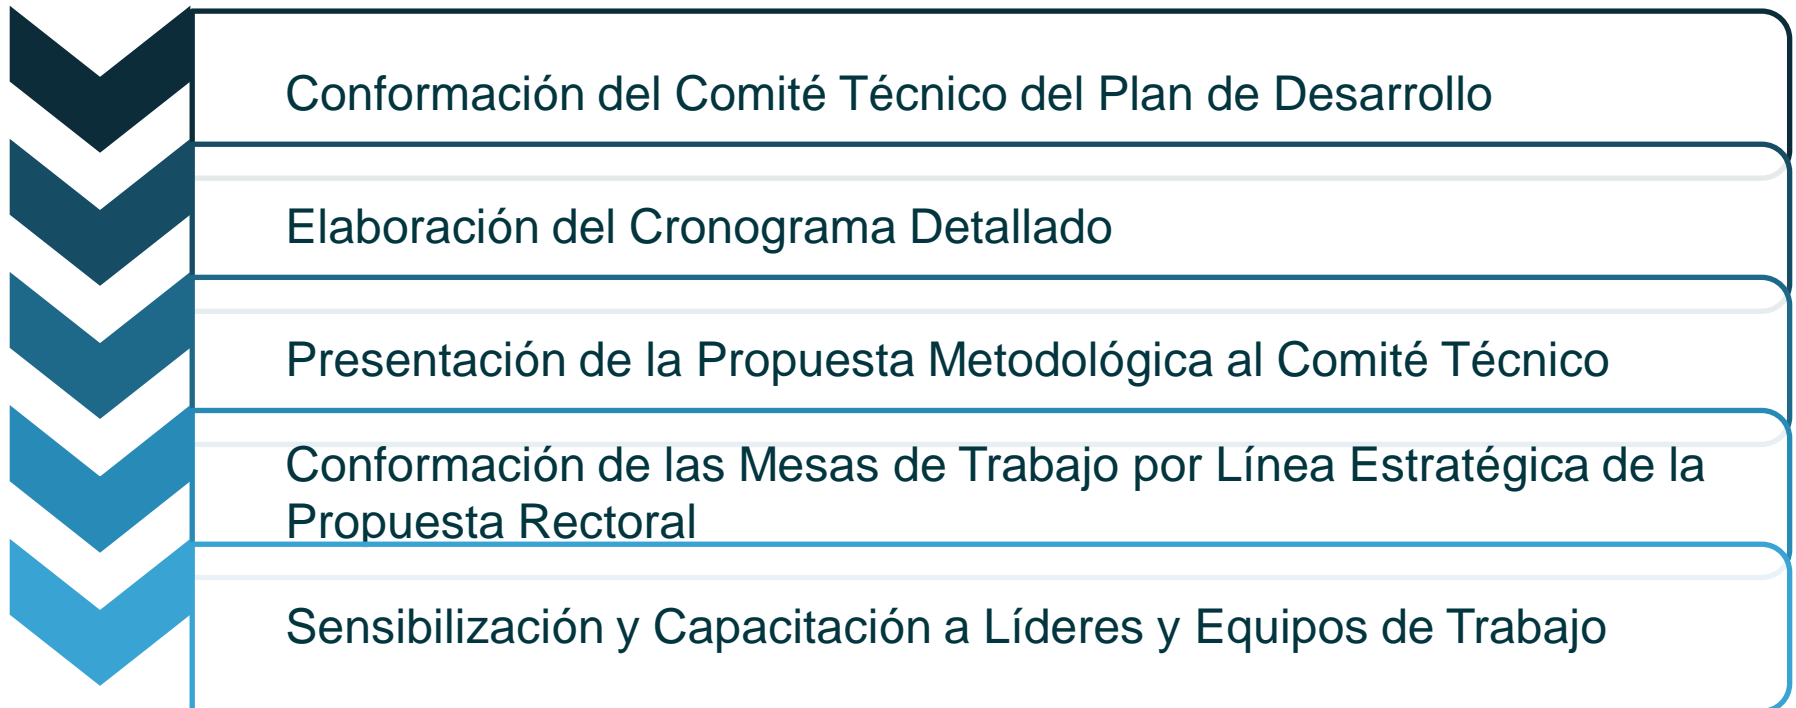 Conformación del Comité Técnico del Plan de Desarrollo
Elaboración del Cronograma Detallado
Presentación de la Propuesta Metodológica al Comité Técnico
Conformación de las Mesas de Trabajo por Línea Estratégica de la
Propuesta Rectoral
Sensibilización y Capacitación a Líderes y Equipos de Trabajo